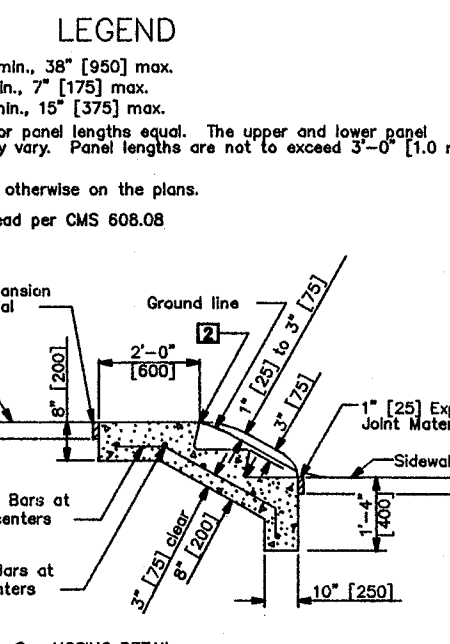 LEGEND
min., 38" [950] max.
in., 7" [175] max.
min., 15" [375] max.
or panel lengths equal. The upper and lower panel
y vary. Panel lengths are not to exceed 3'-0" [1.0 m
otherwise on the plans.
ead per CMS 608.08
ansion
al
Ground line
2
2'-0"
[600]
8" [200]
1" [25] to 3" [75]
3" [75]
1" [25] Exp
Joint Mater
Sidewal
Bars at
centers
3" [75] clear
8" [200]
1'-4"
[400]
Bars at
nters
10" [250]
NOSING DETAIL